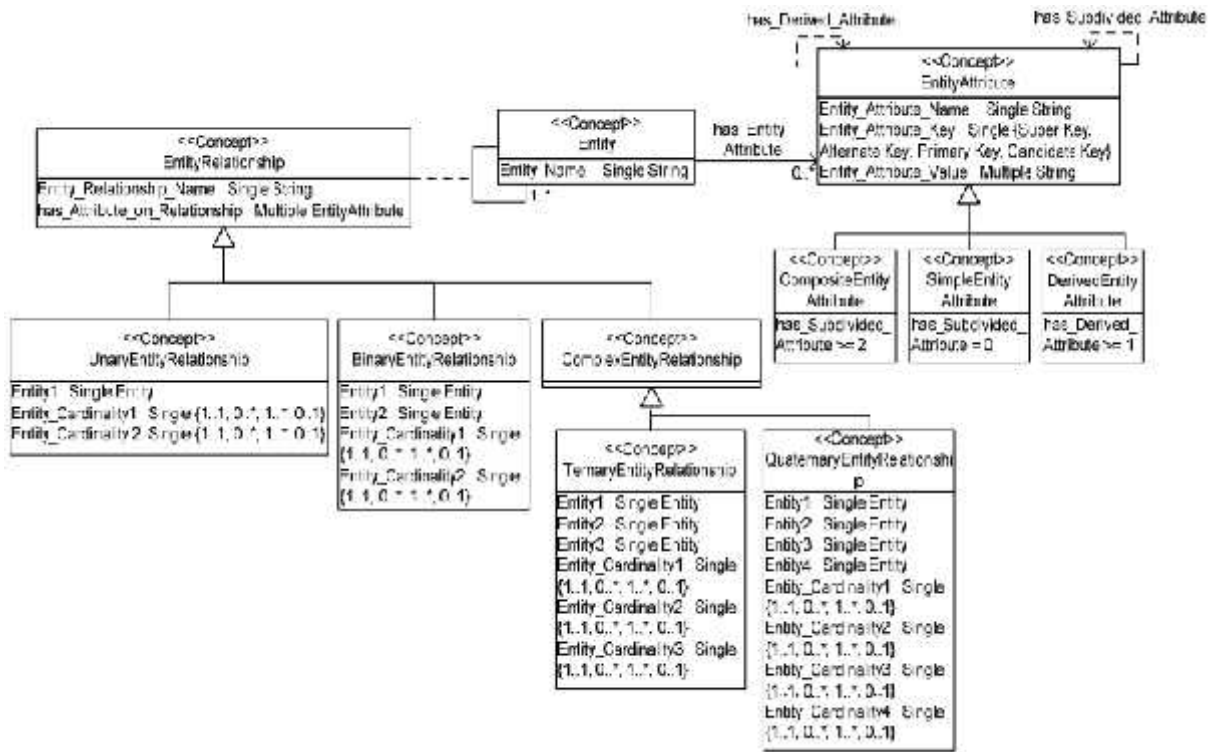 has_Derived_Attribute
has_Subdivided_Attribute
<<Concept>>
EntityAttribute
Entity_Attribute_Name Single String
Entity_Attribute_Key Single {Super Key,
Alternate Key, Primary Key, Candidate Key}
Entity_Attribute_Value Multiple String
<<Concept>>
Entity
Entity_Name Single String
1..*
has_Entity_
Attribute
0..*
<<Concept>>
EntityRelationship
Entity_Relationship_Name Single String
has_Attribute_on_Relationship Multiple EntityAttribute
<<Concept>>
CompositeEntity
Attribute
has_Subdivided_
Attribute >= 2
<<Concept>>
SimpleEntity
Attribute
has_Subdivided_
Attribute = 0
<<Concept>>
DerivedEntity
Attribute
has_Derived_
Attribute >= 1
<<Concept>>
UnaryEntityRelationship
Entity1 Single Entity
Entity_Cardinality1 Single {1..1, 0..*, 1..*, 0..1}
Entity_Cardinality2 Single {1..1, 0..*, 1..*, 0..1}
<<Concept>>
BinaryEntityRelationship
Entity1 Single Entity
Entity2 Single Entity
Entity_Cardinality1 Single
{1..1, 0..*, 1..*, 0..1}
Entity_Cardinality2 Single
{1..1, 0..*, 1..*, 0..1}
<<Concept>>
ComplexEntityRelationship
<<Concept>>
TernaryEntityRelationship
Entity1 Single Entity
Entity2 Single Entity
Entity3 Single Entity
Entity_Cardinality1 Single
{1..1, 0..*, 1..*, 0..1}
Entity_Cardinality2 Single
{1..1, 0..*, 1..*, 0..1}
Entity_Cardinality3 Single
{1..1, 0..*, 1..*, 0..1}
<<Concept>>
QuaternaryEntityRelationsh
ip
Entity1 Single Entity
Entity2 Single Entity
Entity3 Single Entity
Entity4 Single Entity
Entity_Cardinality1 Single
{1..1, 0..*, 1..*, 0..1}
Entity_Cardinality2 Single
{1..1, 0..*, 1..*, 0..1}
Entity_Cardinality3 Single
{1..1, 0..*, 1..*, 0..1}
Entity_Cardinality4 Single
{1..1, 0..*, 1..*, 0..1}